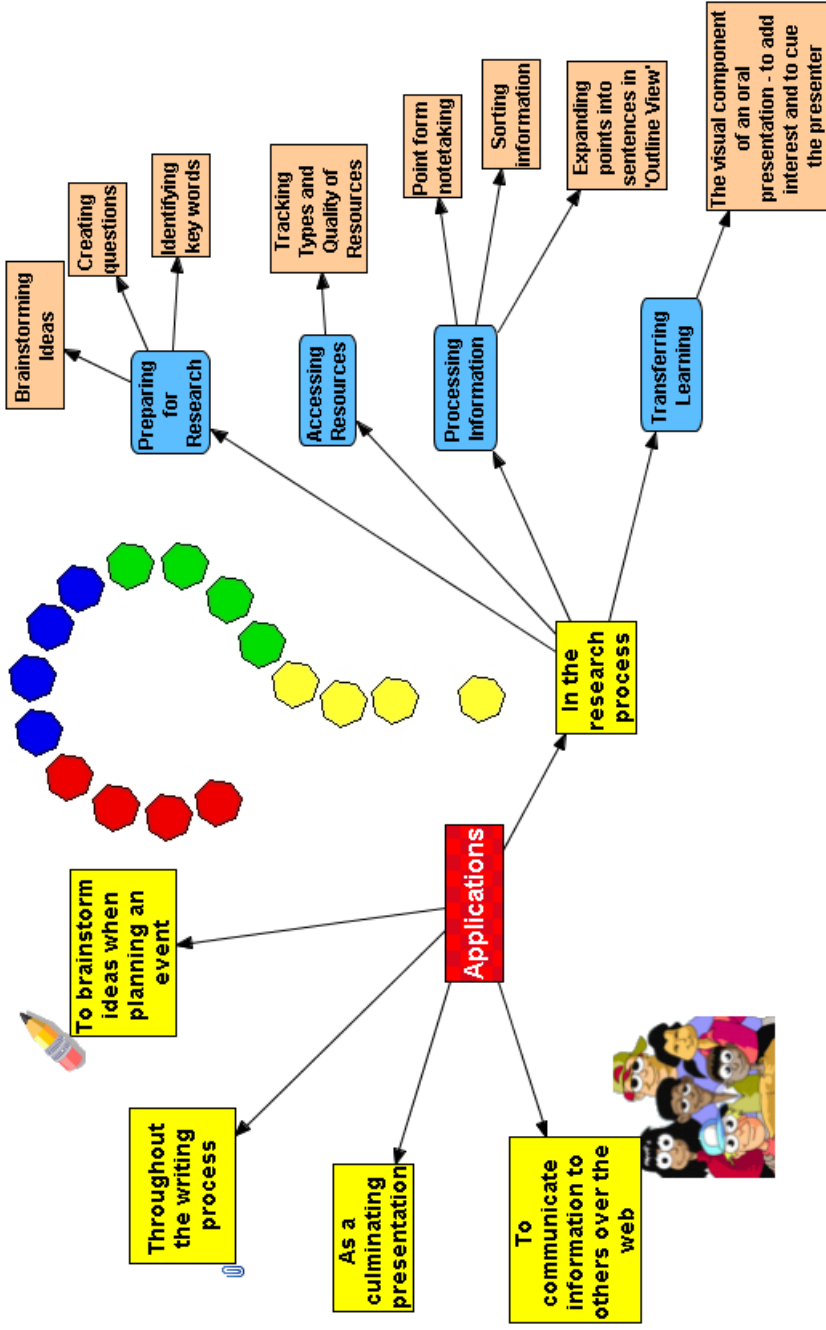 To brainstorm
ideas when
planning an
event
Throughout
the writing
process
As a
culminating
presentation
To
communicate
information to
others over the
web
Applications
In the
research
process
Preparing
for
Research
Brainstorming
Ideas
Creating
questions
Identifying
key words
Accessing
Resources
Tracking
Types and
Quality of
Resources
Processing
Information
Point form
notetaking
Sorting
information
Expanding
points into
sentences in
'Outline View'
Transferring
Learning
The visual component
of an oral
presentation - to add
interest and to cue
the presenter